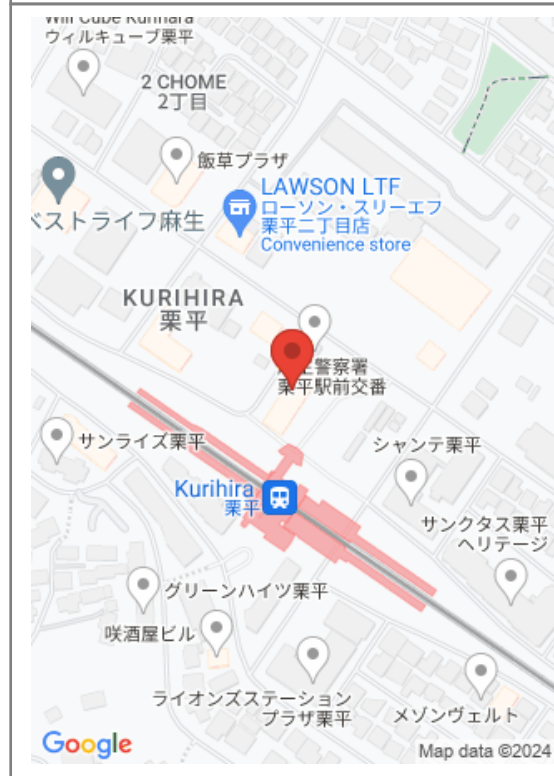 Will Cube Kurihara
ウィルキューブ栗平
2 CHOME
2丁目
飯草プラザ
LAWSON LTF
ローソン・スリーエフ
栗平二丁目店
Convenience store
ベストライフ麻生
KURIHIRA
栗平
警察署
栗平駅前交番
サンライズ栗平
シャンテ栗平
Kurihira
栗平
サンクタス栗平
ヘリテージ
グリーンハイツ栗平
咲酒屋ビル
ライオンズステーション
プラザ栗平
メゾンヴェルト
Google
Map data ©2024